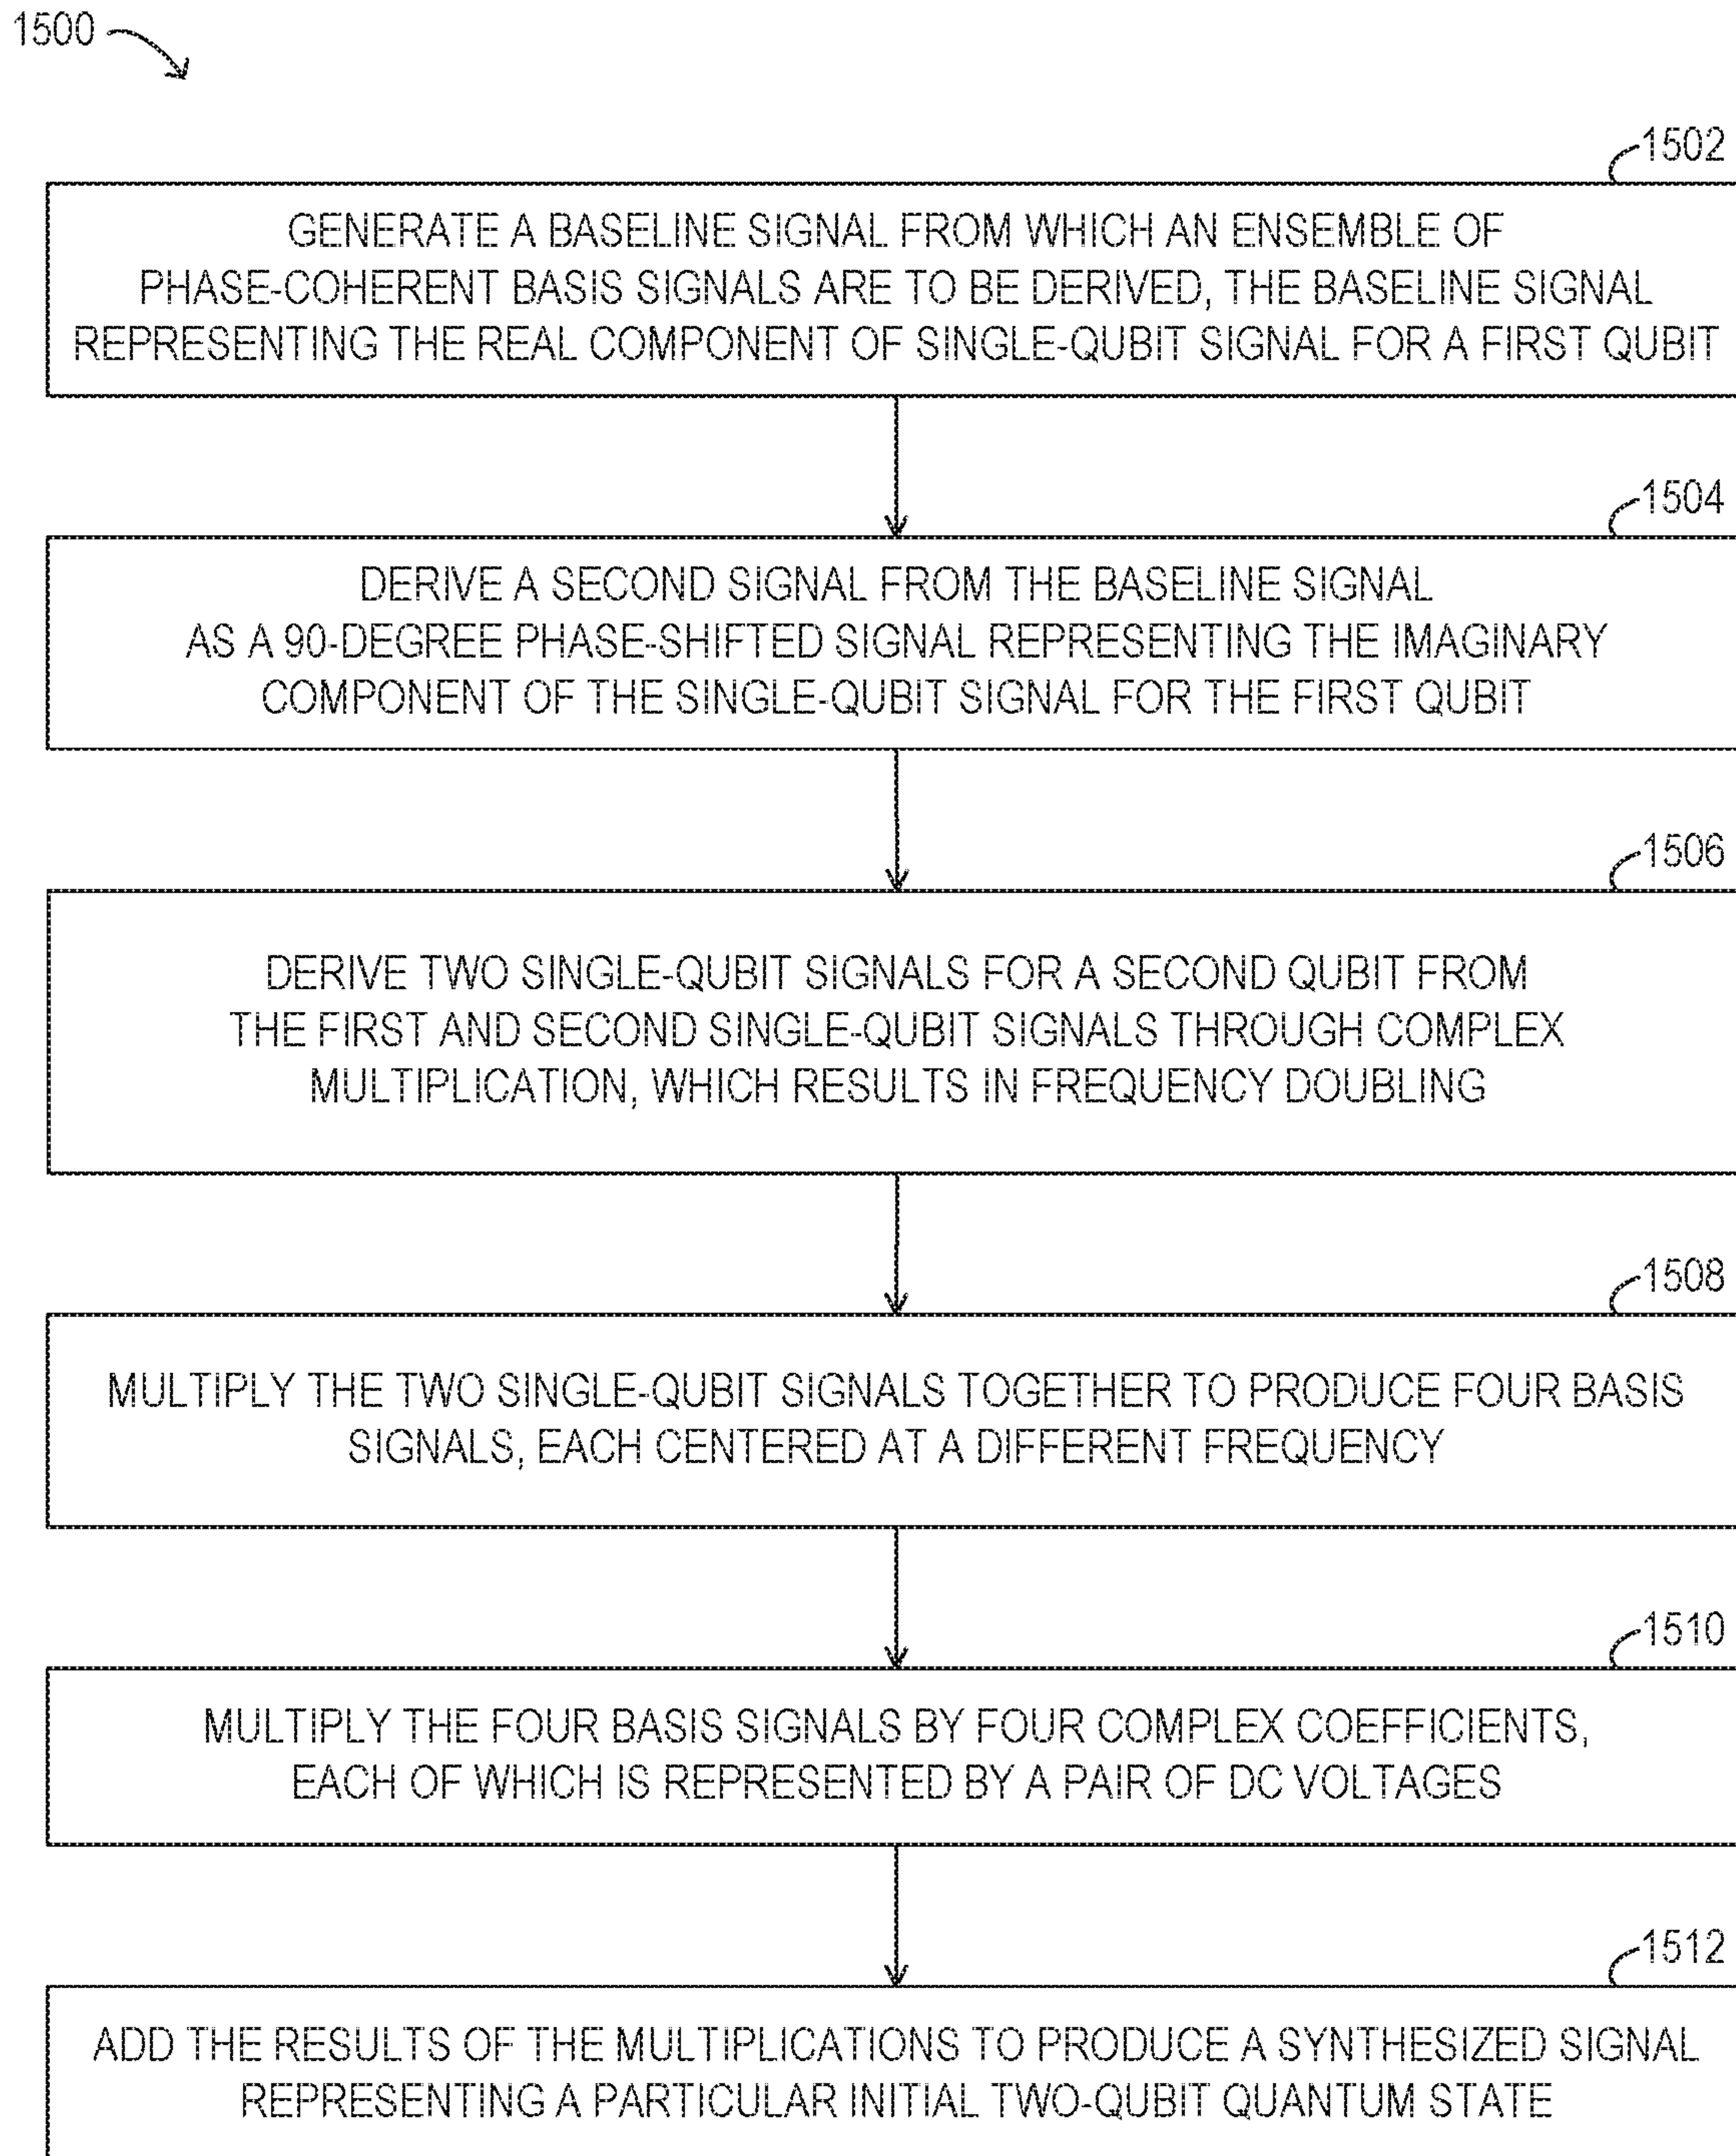 1500
1502
GENERATE A BASELINE SIGNAL FROM WHICH AN ENSEMBLE OF
PHASE-COHERENT BASIS SIGNALS ARE TO BE DERIVED, THE BASELINE SIGNAL
REPRESENTING THE REAL COMPONENT OF SINGLE-QUBIT SIGNAL FOR A FIRST QUBIT
1504
DERIVE A SECOND SIGNAL FROM THE BASELINE SIGNAL
AS A 90-DEGREE PHASE-SHIFTED SIGNAL REPRESENTING THE IMAGINARY
COMPONENT OF THE SINGLE-QUBIT SIGNAL FOR THE FIRST QUBIT
1506
DERIVE TWO SINGLE-QUBIT SIGNALS FOR A SECOND QUBIT FROM
THE FIRST AND SECOND SINGLE-QUBIT SIGNALS THROUGH COMPLEX
MULTIPLICATION, WHICH RESULTS IN FREQUENCY DOUBLING
1508
MULTIPLY THE TWO SINGLE-QUBIT SIGNALS TOGETHER TO PRODUCE FOUR BASIS
SIGNALS, EACH CENTERED AT A DIFFERENT FREQUENCY
1510
MULTIPLY THE FOUR BASIS SIGNALS BY FOUR COMPLEX COEFFICIENTS,
EACH OF WHICH IS REPRESENTED BY A PAIR OF DC VOLTAGES
1512
ADD THE RESULTS OF THE MULTIPLICATIONS TO PRODUCE A SYNTHESIZED SIGNAL
REPRESENTING A PARTICULAR INITIAL TWO-QUBIT QUANTUM STATE